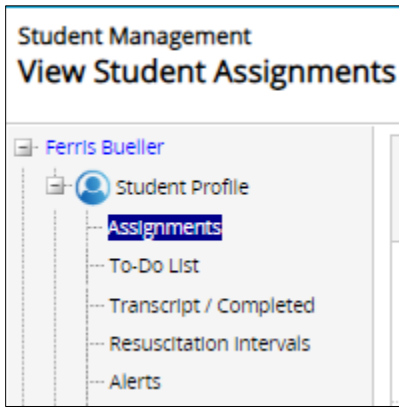 Student Management
View Student Assignments
Ferris Bueller
Student Profile
Assignments
To-Do List
Transcript / Completed
Resuscitation Intervals
Alerts